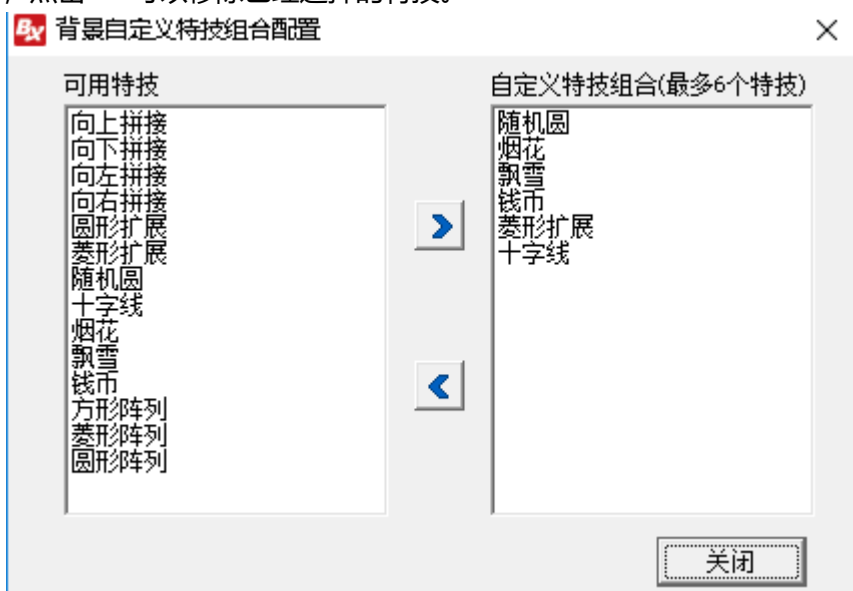 背景自定义特技组合配置
可用特技
向上拼接
向下拼接
向左拼接
向右拼接
圆形扩展
菱形扩展
随机圆
十字线
烟花
飘雪
钱币
方形阵列
菱形阵列
圆形阵列
自定义特技组合(最多6个特技)
随机圆
烟花
飘雪
钱币
菱形扩展
十字线
关闭